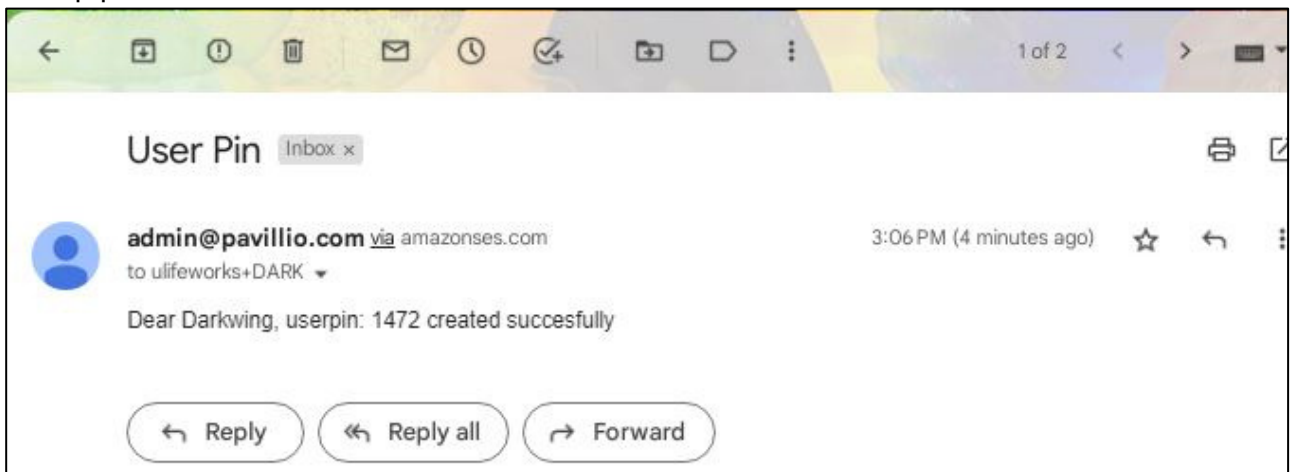 1 of 2
User Pin Inbox x
admin@pavillio.com via amazonses.com 3:06 PM (4 minutes ago)
to ulifeworks+DARK
Dear Darkwing, userpin: 1472 created succesfully
Reply Reply all Forward